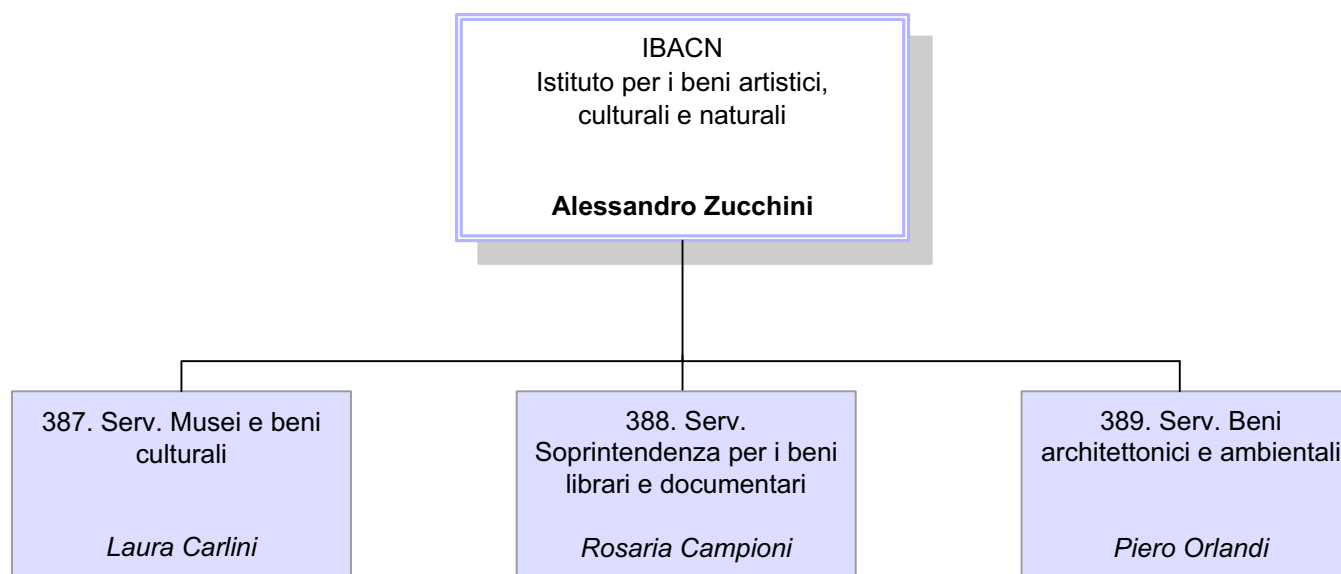 IBACN
Istituto per i beni artistici,
culturali e naturali
Alessandro Zucchini
387. Serv. Musei e beni
culturali
Laura Carlini
388. Serv.
Soprintendenza per i beni
librari e documentari
Rosaria Campioni
389. Serv. Beni
architettonici e ambientali
Piero Orlandi